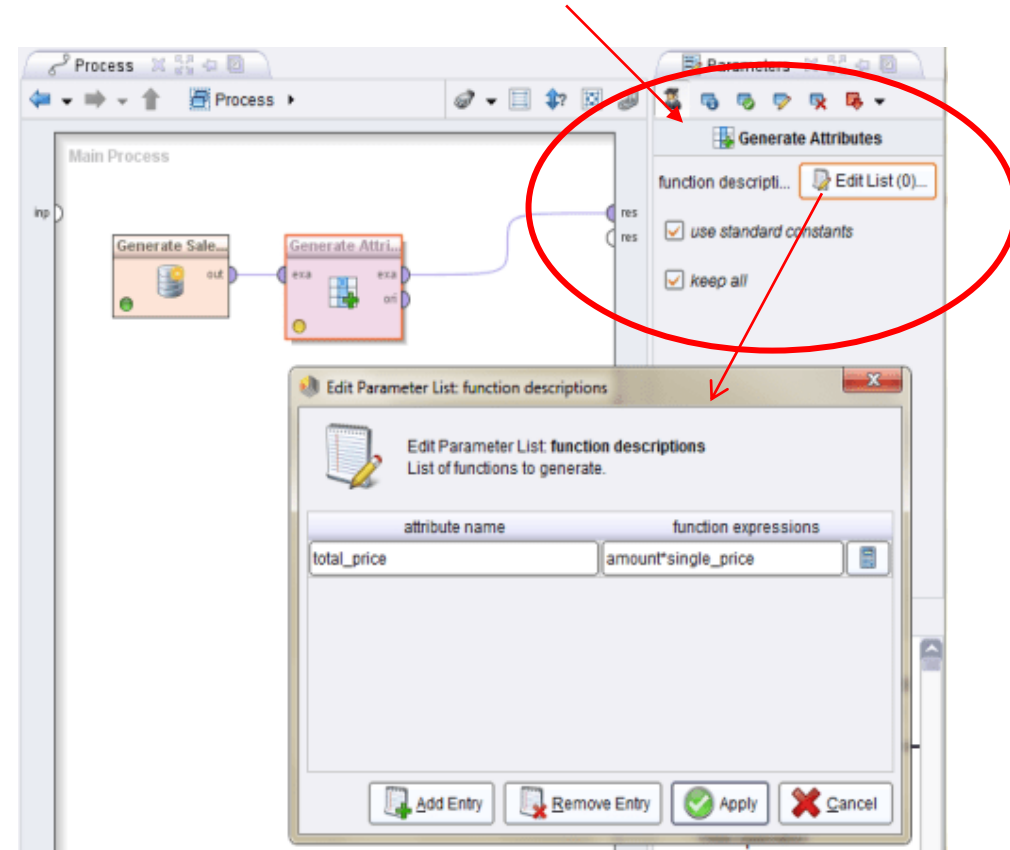 Process
Parameters
Process
Generate Attributes
Main Process
function descripti...
Edit List (0)...
inp
res
res
use standard constants
Generate Sale...
Generate Attri...
out
exa
exa
ori
keep all
Edit Parameter List: function descriptions
X
Edit Parameter List: function descriptions
List of functions to generate.
attribute name
function expressions
total_price
amount*single_price
Add Entry
Remove Entry
Apply
Cancel